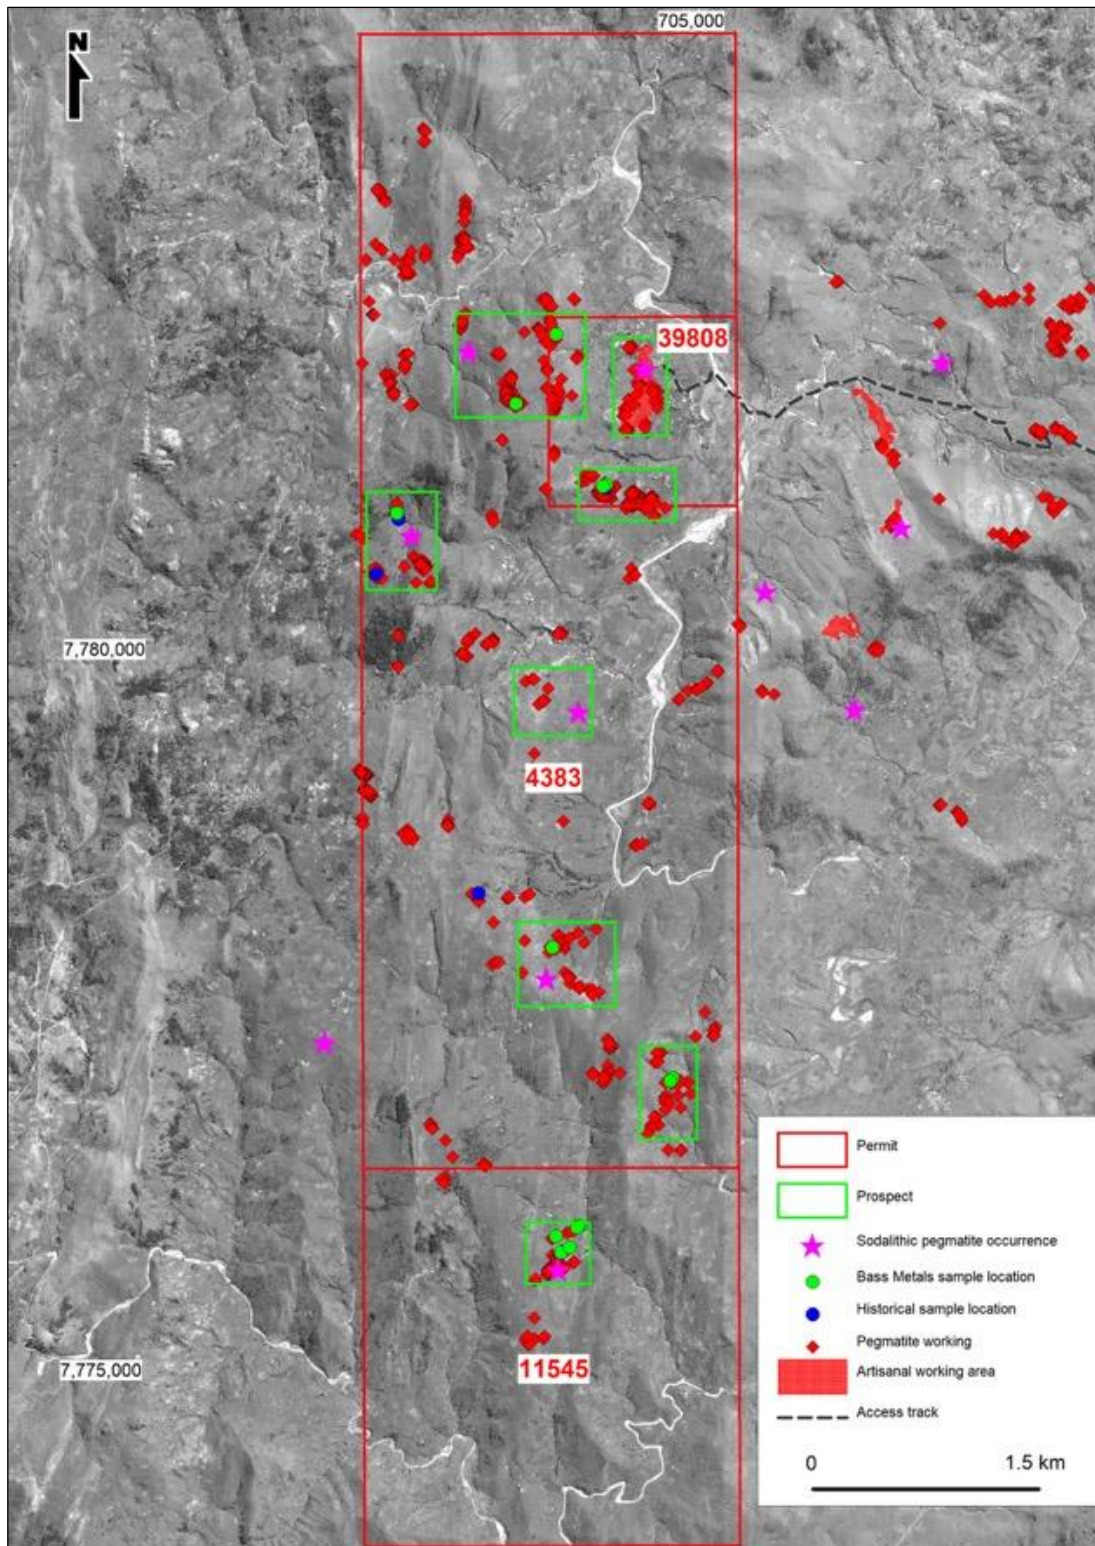 705,000
N
39808
7,780,000
4383
Permit
Prospect
Sodalithic pegmatite occurrence
Bass Metals sample location
Historical sample location
Pegmatite working
11545
7,775,000
Artisanal working area
Access track
0 1.5 km